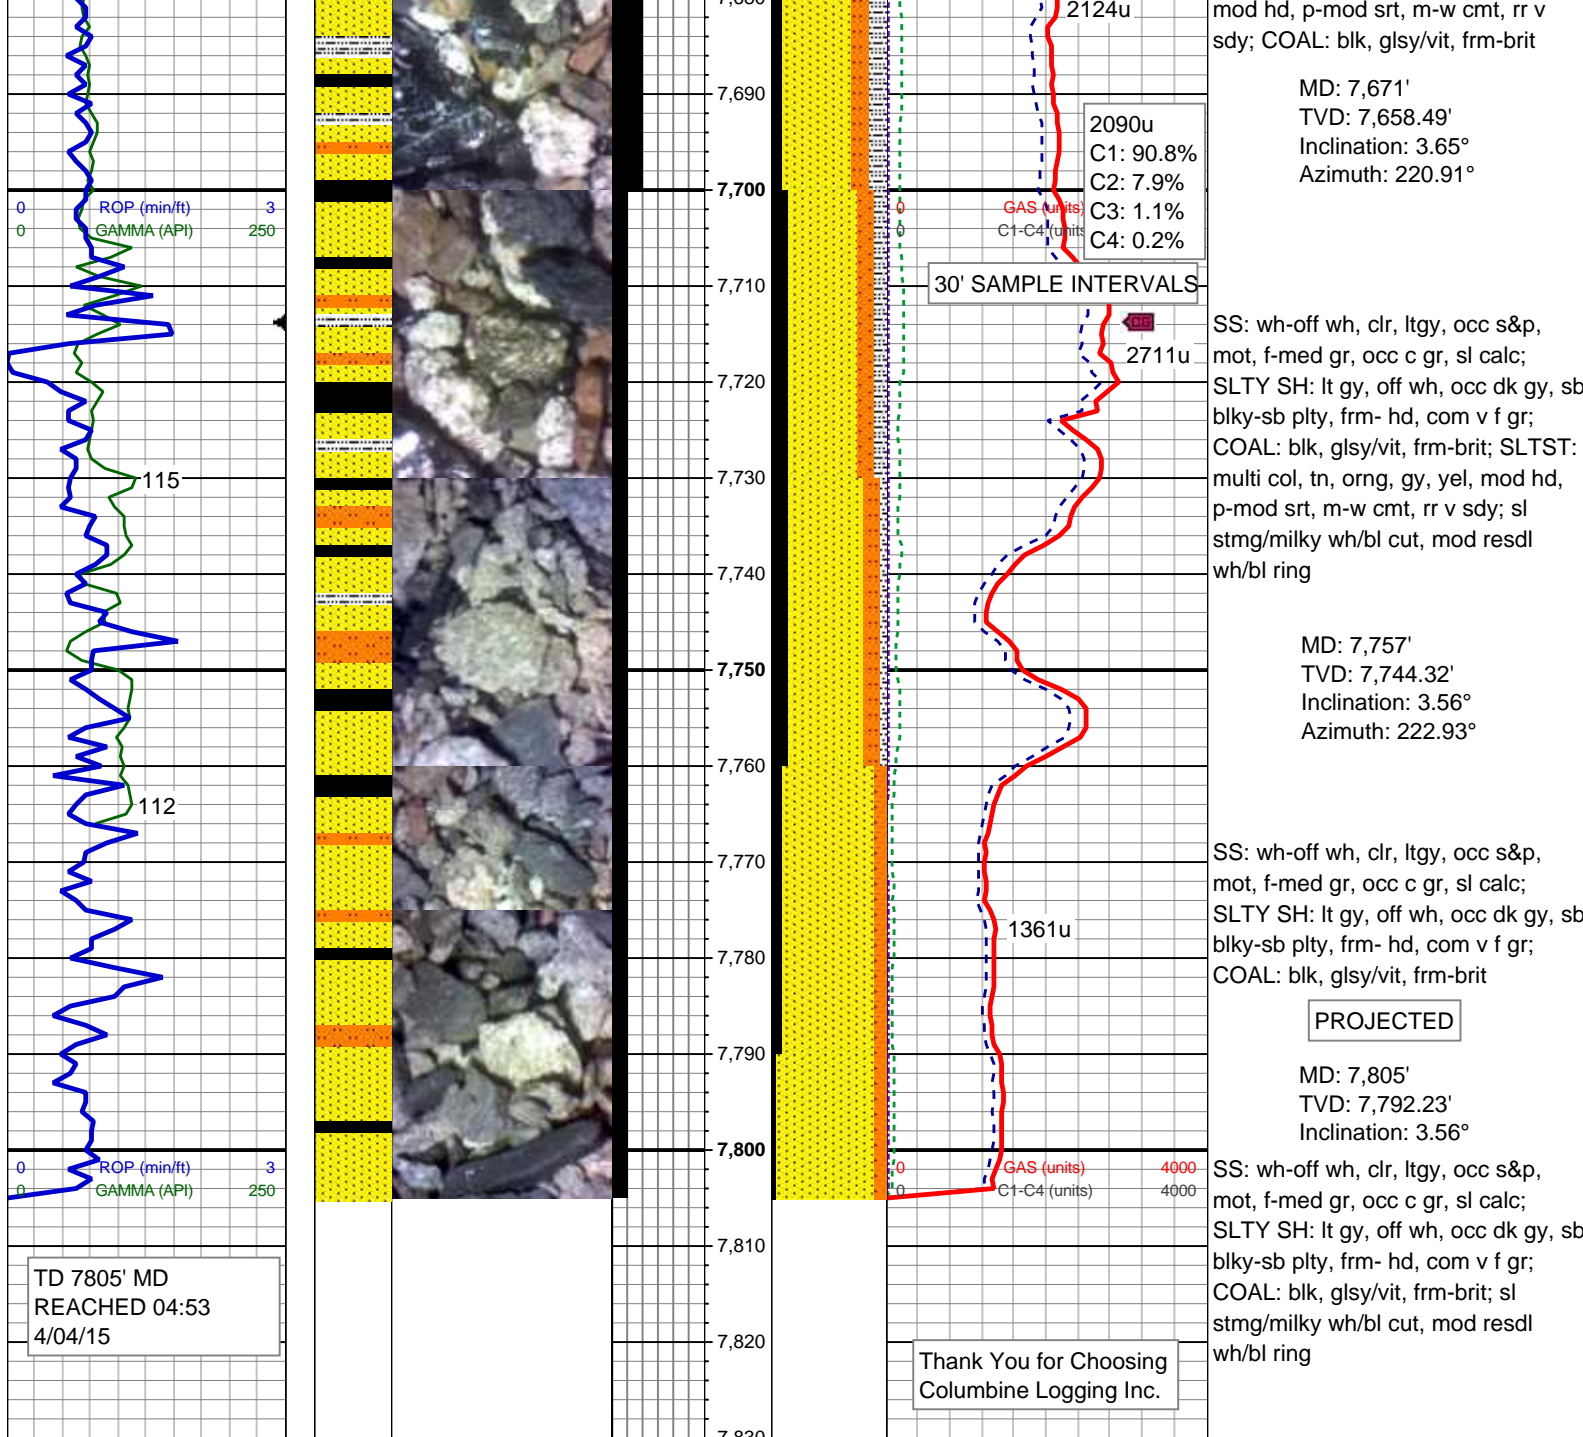 7,680
2124u
mod hd, p-mod srt, m-w cmt, rr v
sdy; COAL: blk, glsy/vit, frm-brit
MD: 7,671'
TVD: 7,658.49'
Inclination: 3.65°
Azimuth: 220.91°
7,690
2090u
C1: 90.8%
C2: 7.9%
C3: 1.1%
C4: 0.2%
7,700
0 ROP (min/ft) 3
0 GAMMA (API) 250
0 GAS (units)
0 C1-C4 (units
7,710
30' SAMPLE INTERVALS
CG
2711u
SS: wh-off wh, clr, ltgy, occ s&p,
mot, f-med gr, occ c gr, sl calc;
SLTY SH: lt gy, off wh, occ dk gy, sb
blky-sb plty, frm- hd, com v f gr;
COAL: blk, glsy/vit, frm-brit; SLTST:
multi col, tn, orng, gy, yel, mod hd,
p-mod srt, m-w cmt, rr v sdy; sl
stmg/milky wh/bl cut, mod resdl
wh/bl ring
7,720
115
7,730
7,740
7,750
MD: 7,757'
TVD: 7,744.32'
Inclination: 3.56°
Azimuth: 222.93°
7,760
112
7,770
SS: wh-off wh, clr, ltgy, occ s&p,
mot, f-med gr, occ c gr, sl calc;
SLTY SH: lt gy, off wh, occ dk gy, sb
blky-sb plty, frm- hd, com v f gr;
COAL: blk, glsy/vit, frm-brit
1361u
7,780
PROJECTED
7,790
MD: 7,805'
TVD: 7,792.23'
Inclination: 3.56°
7,800
0 ROP (min/ft) 3
0 GAMMA (API) 250
0 GAS (units) 4000
0 C1-C4 (units) 4000
SS: wh-off wh, clr, ltgy, occ s&p,
mot, f-med gr, occ c gr, sl calc;
SLTY SH: lt gy, off wh, occ dk gy, sb
blky-sb plty, frm- hd, com v f gr;
COAL: blk, glsy/vit, frm-brit; sl
stmg/milky wh/bl cut, mod resdl
wh/bl ring
7,810
TD 7805' MD
REACHED 04:53
4/04/15
7,820
Thank You for Choosing
Columbine Logging Inc.
7,830